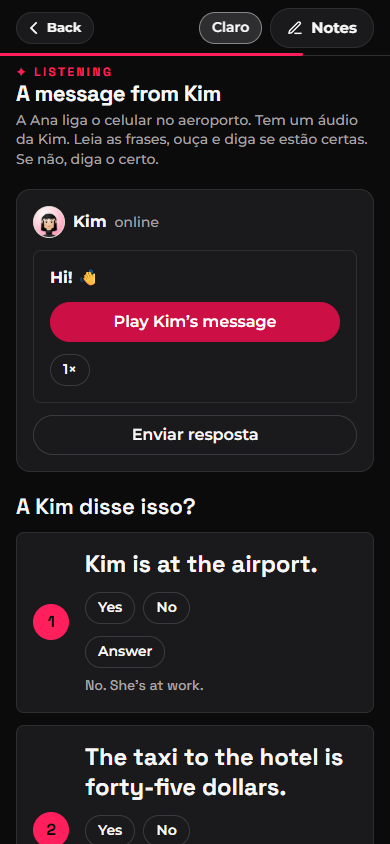 Back
Claro
Notes
LISTENING
A message from Kim
A Ana liga o celular no aeroporto. Tem um áudio
da Kim. Leia as frases, ouça e diga se estão certas.
Se não, diga o certo.
Kim online
Hi! 👋
Play Kim's message
1×
Enviar resposta
A Kim disse isso?
1
Kim is at the airport.
Yes No
Answer
No. She's at work.
2
The taxi to the hotel is
forty-five dollars.
Yes No